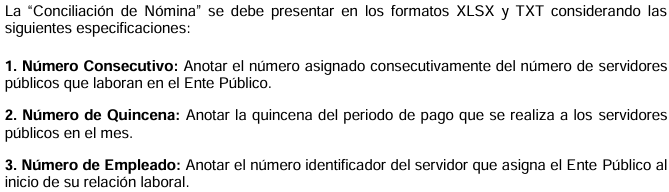 La “Conciliación de Nómina” se debe presentar en los formatos XLSX y TXT considerando las
siguientes especificaciones:
1. Número Consecutivo: Anotar el número asignado consecutivamente del número de servidores
públicos que laboran en el Ente Público.
2. Número de Quincena: Anotar la quincena del periodo de pago que se realiza a los servidores
públicos en el mes.
3. Número de Empleado: Anotar el número identificador del servidor que asigna el Ente Público al
inicio de su relación laboral.